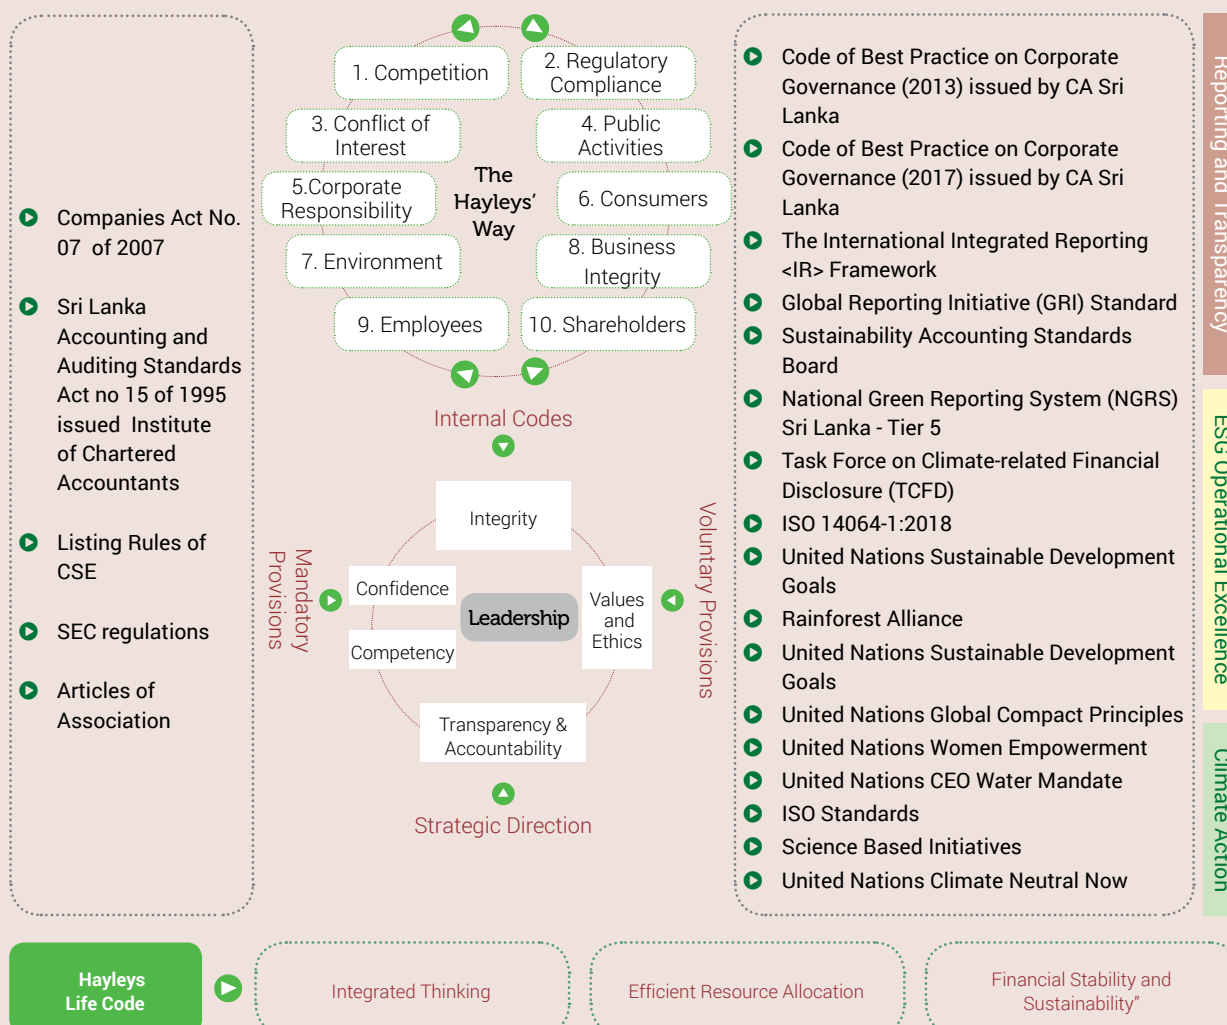 Companies Act No.
07 of 2007
Sri Lanka
Accounting and
Auditing Standards
Act no 15 of 1995
issued Institute
of Chartered
Accountants
Listing Rules of
CSE
SEC regulations
Articles of
Association
1. Competition
2. Regulatory
Compliance
3. Conflict of
Interest
4. Public
Activities
The
Hayleys’
Way
5.Corporate
Responsibility
6. Consumers
7. Environment
8. Business
Integrity
9. Employees
10. Shareholders
Internal Codes
Mandatory
Provisions
Integrity
Confidence
Competency
Leadership
Values
and
Ethics
Transparency &
Accountability
Voluntary Provisions
Strategic Direction
Code of Best Practice on Corporate
Governance (2013) issued by CA Sri
Lanka
Code of Best Practice on Corporate
Governance (2017) issued by CA Sri
Lanka
The International Integrated Reporting
<IR> Framework
Global Reporting Initiative (GRI) Standard
Sustainability Accounting Standards
Board
National Green Reporting System (NGRS)
Sri Lanka - Tier 5
Task Force on Climate-related Financial
Disclosure (TCFD)
ISO 14064-1:2018
United Nations Sustainable Development
Goals
Rainforest Alliance
United Nations Sustainable Development
Goals
United Nations Global Compact Principles
United Nations Women Empowerment
United Nations CEO Water Mandate
ISO Standards
Science Based Initiatives
United Nations Climate Neutral Now
Reporting and Transparency
ESG Operational Excellence
Climate Action
Hayleys
Life Code
Integrated Thinking
Efficient Resource Allocation
Financial Stability and
Sustainability”